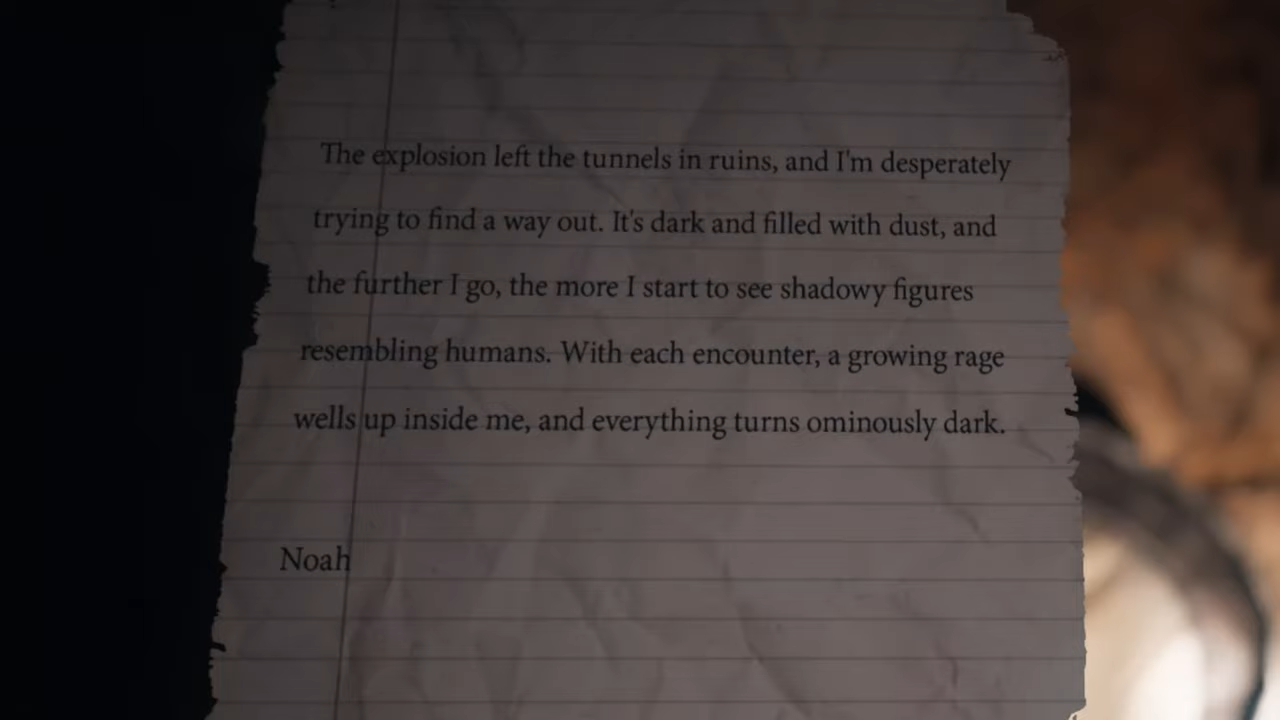 The explosion left the tunnels in ruins, and I'm desperately
trying to find a way out. It's dark and filled with dust, and
the further I go, the more I start to see shadowy figures
resembling humans. With each encounter, a growing rage
wells up inside me, and everything turns ominously dark.
Noah